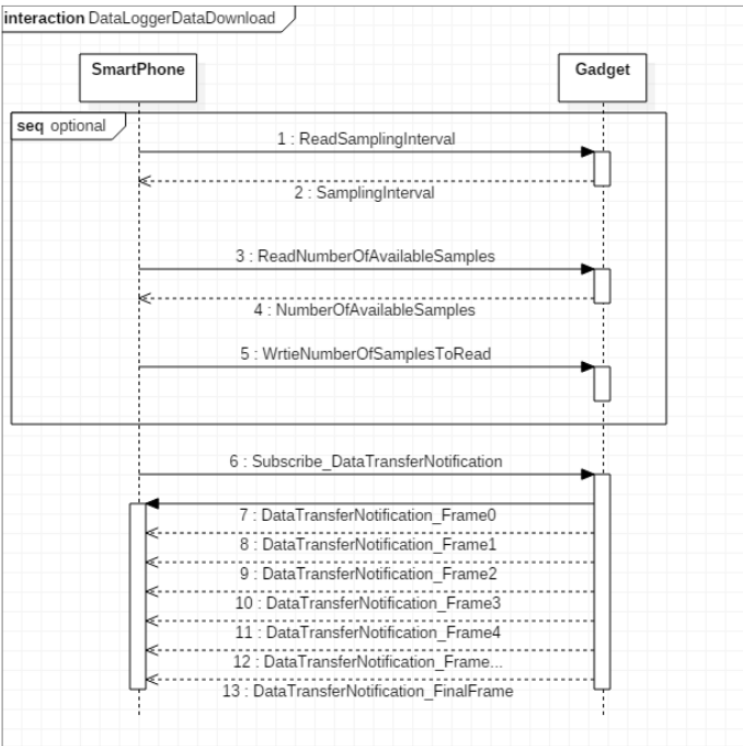 interaction DataLoggerDataDownload
SmartPhone
Gadget
seq optional
1 : ReadSamplingInterval
2 : SamplingInterval
3 : ReadNumberOfAvailableSamples
4 : NumberOfAvailableSamples
5 : WrtieNumberOfSamplesToRead
6 : Subscribe_DataTransferNotification
7 : DataTransferNotification_Frame0
8 : DataTransferNotification_Frame1
9 : DataTransferNotification_Frame2
10 : DataTransferNotification_Frame3
11 : DataTransferNotification_Frame4
12 : DataTransferNotification_Frame...
13 : DataTransferNotification_FinalFrame